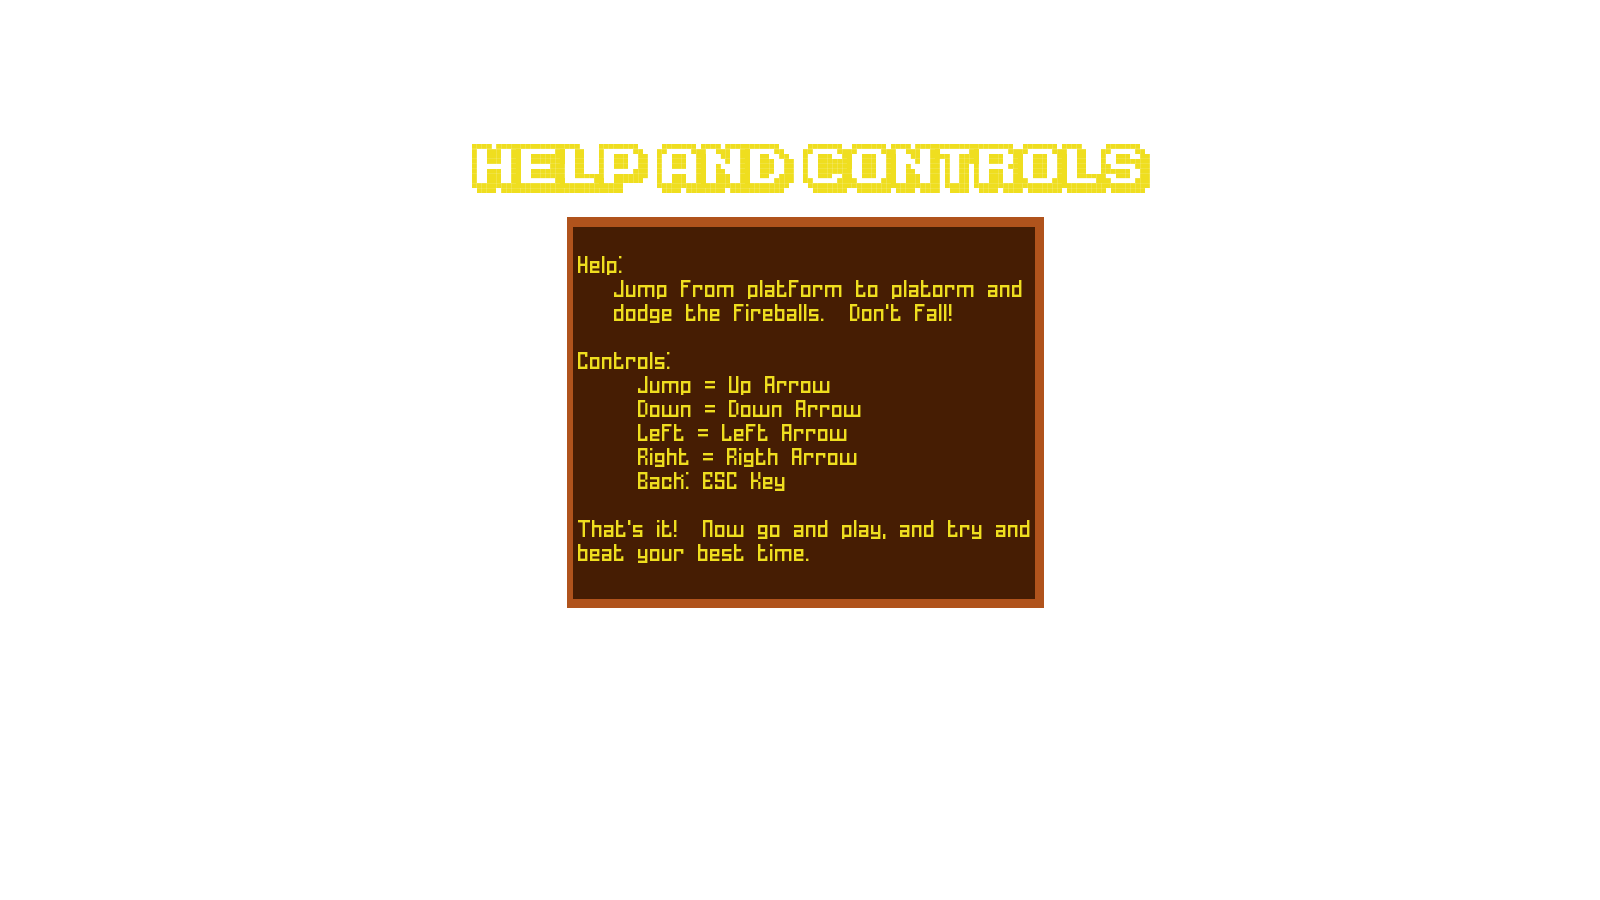 HELP AND CONTROLS
Help:
Jump from platform to platorm and
dodge the fireballs.  Don't fall!
Controls:
Jump = Up Arrow
Down = Down Arrow
Left = Left Arrow
Right = Rigth Arrow
Back: ESC Key
That's it!  Now go and play, and try and
beat your best time.